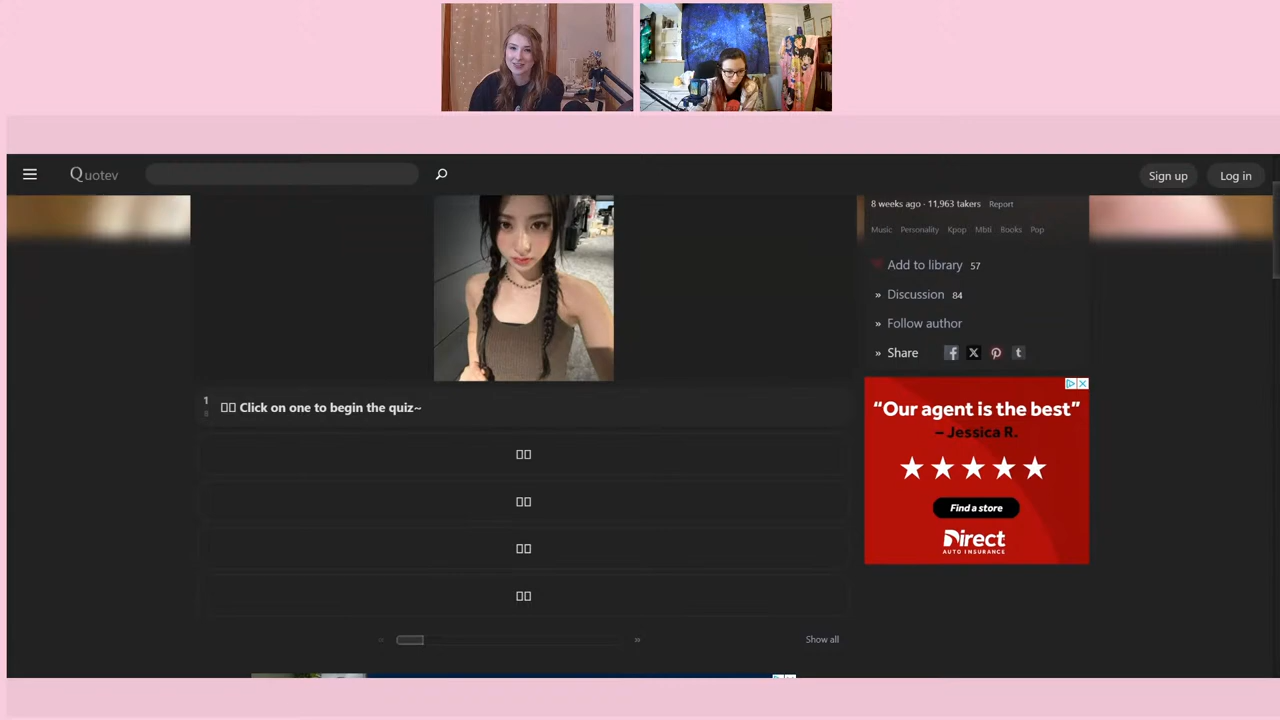 Quotev
Sign up
Log in
8 weeks ago · 11,963 takers Report
Music Personality Kpop Mbti Books Pop
Add to library 57
» Discussion 84
» Follow author
» Share
1
8
▯▯ Click on one to begin the quiz~
▯▯
▯▯
▯▯
▯▯
» Show all
“Our agent is the best”
– Jessica R.
Find a store
Direct
AUTO INSURANCE